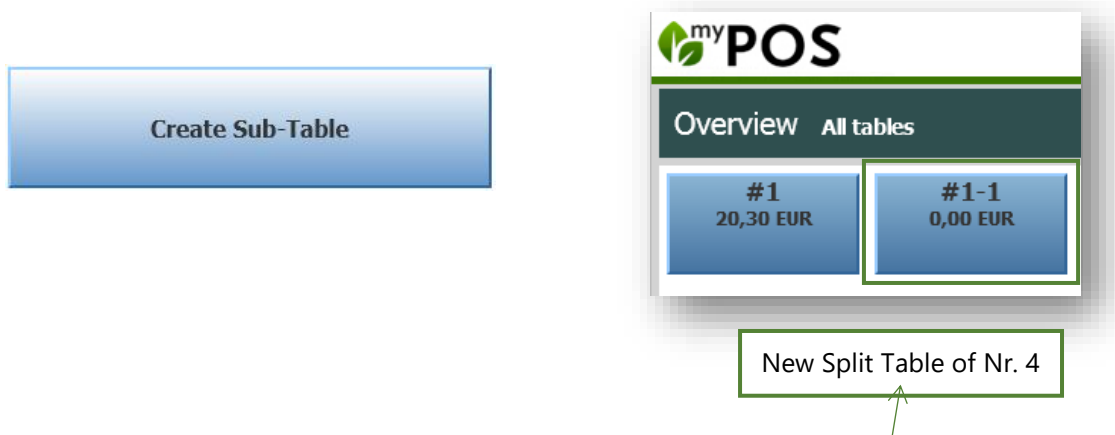 Create Sub-Table
myPOS
Overview All tables
#1
20,30 EUR
#1-1
0,00 EUR
New Split Table of Nr. 4